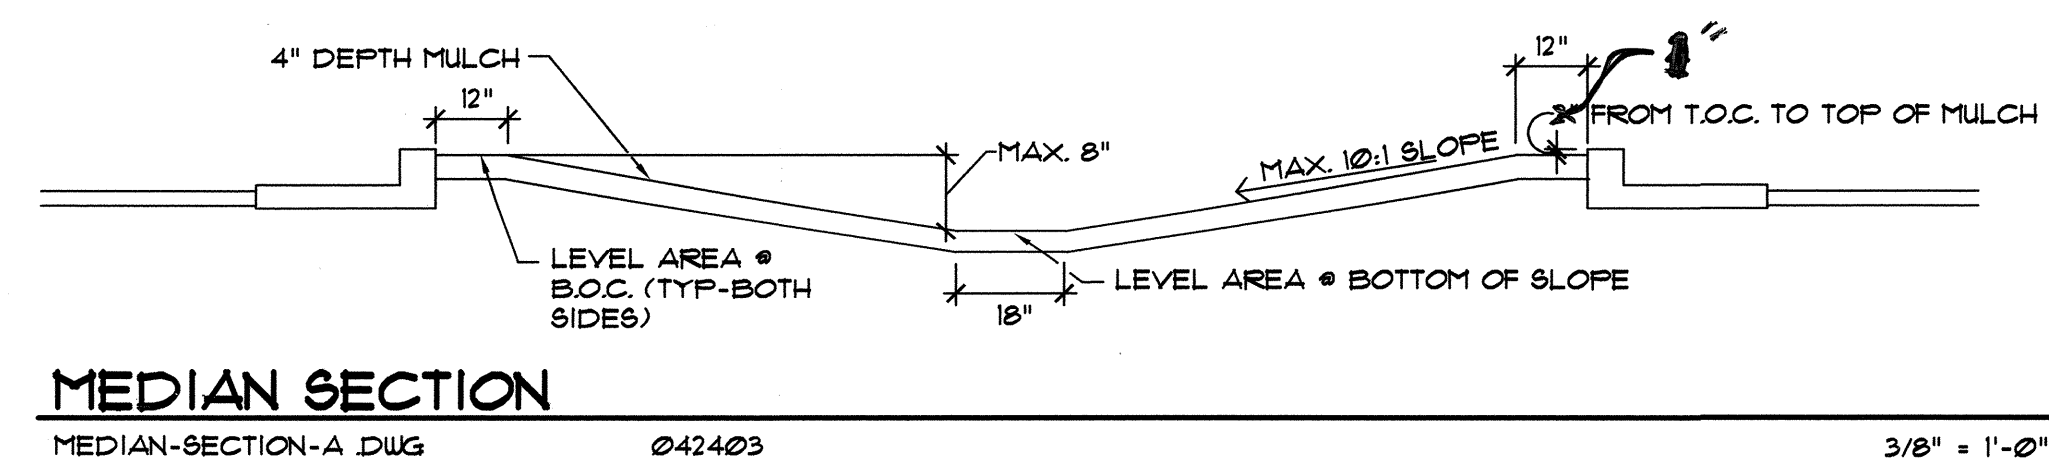 4" DEPTH MULCH
12"
12"
1"
FROM T.O.C. TO TOP OF MULCH
MAX. 8"
MAX. 10:1 SLOPE
LEVEL AREA @
B.O.C. (TYP-BOTH
SIDES)
LEVEL AREA @ BOTTOM OF SLOPE
18"
MEDIAN SECTION
MEDIAN-SECTION-A .DWG
042403
3/8" = 1'-0"